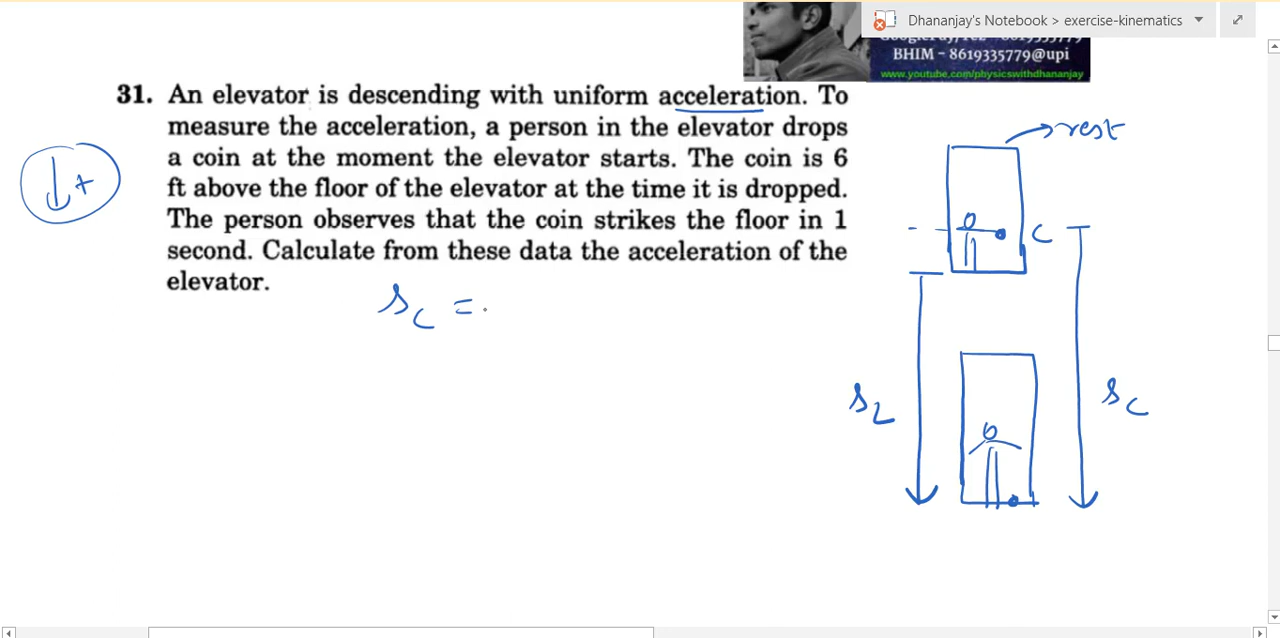 Dhananjay's Notebook > exercise-kinematics
BHIM - 8619335779@upi
www.youtube.com/physicswithdhananjay
31. An elevator is descending with uniform acceleration. To
measure the acceleration, a person in the elevator drops
a coin at the moment the elevator starts. The coin is 6
ft above the floor of the elevator at the time it is dropped.
The person observes that the coin strikes the floor in 1
second. Calculate from these data the acceleration of the
elevator.
↓+
→rest
C
s_C =
s_L
s_C